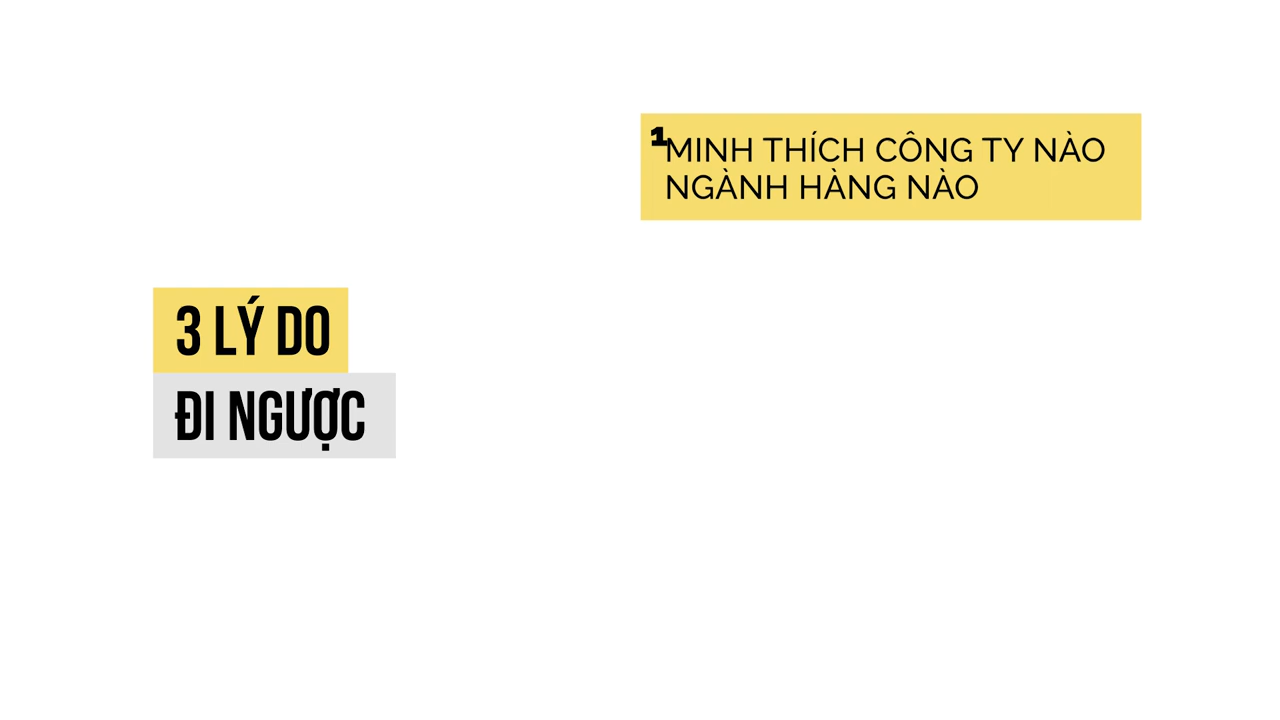 3 LÝ DO
ĐI NGƯỢC
1
MINH THÍCH CÔNG TY NÀO
NGÀNH HÀNG NÀO